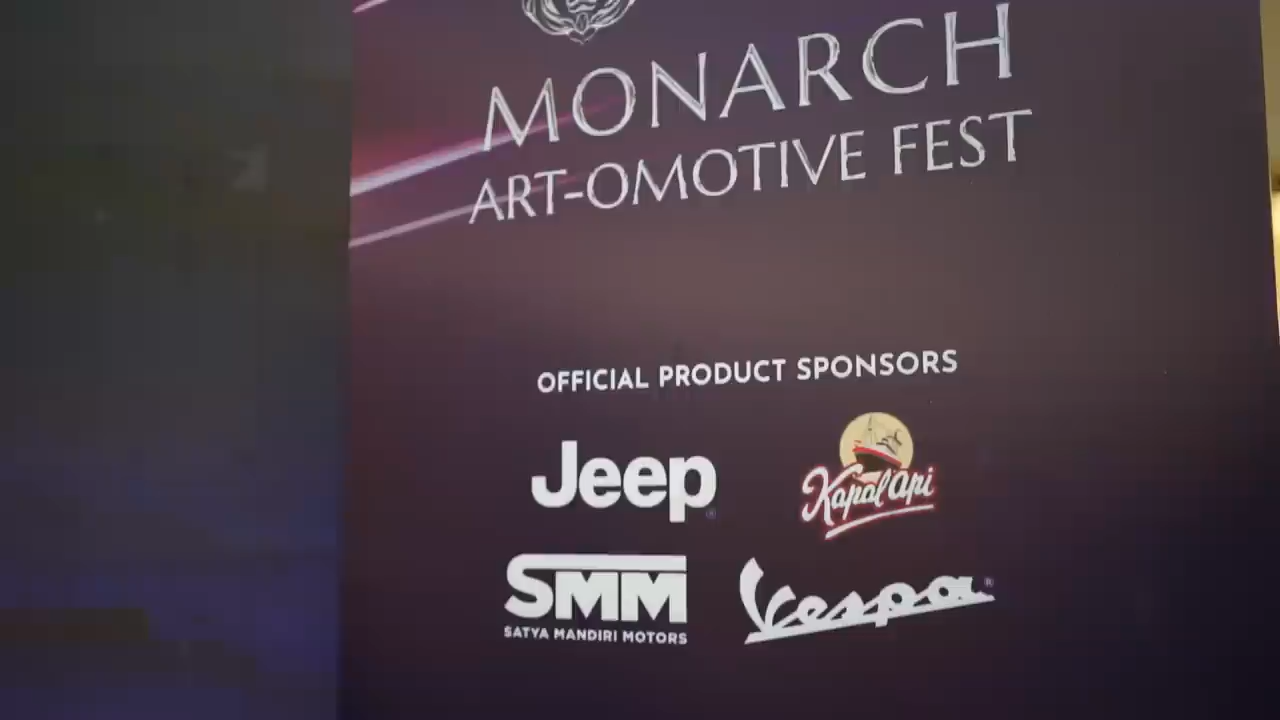 MONARCH
ART-OMOTIVE FEST
OFFICIAL PRODUCT SPONSORS
Jeep
Kapal Api
SMM
SATYA MANDIRI MOTORS
Vespa